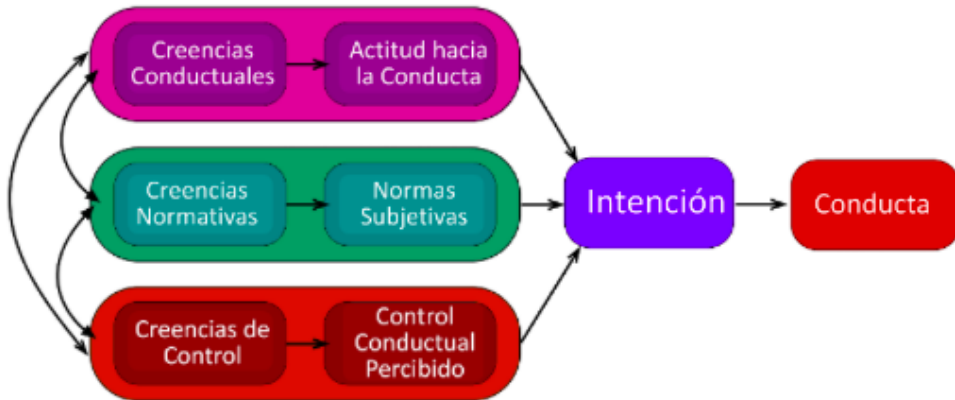 Creencias
Conductuales
Actitud hacia
la Conducta
Creencias
Normativas
Normas
Subjetivas
Intención
Conducta
Creencias de
Control
Control
Conductual
Percibido